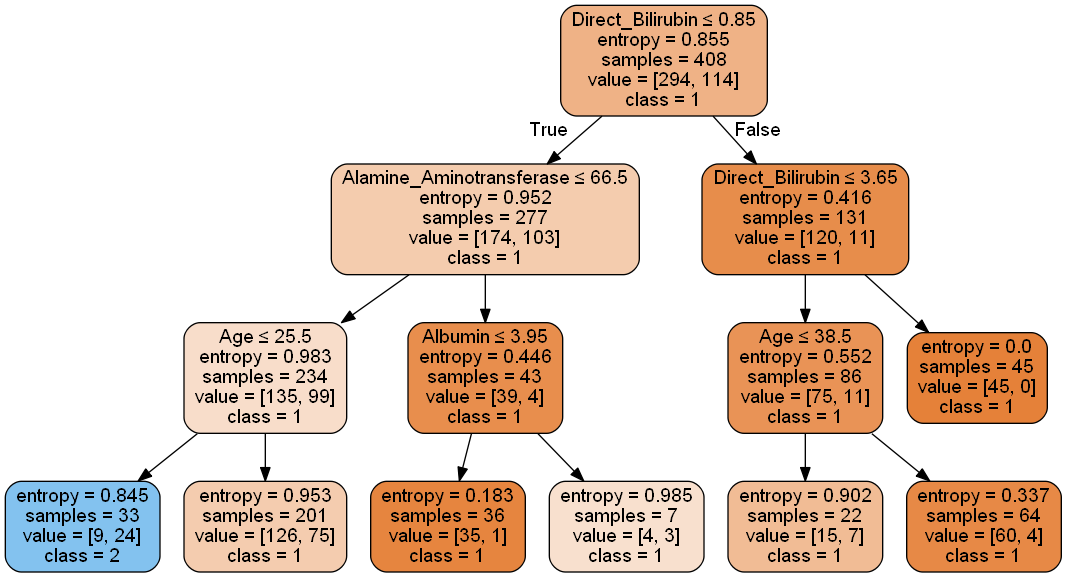 Direct_Bilirubin ≤ 0.85
entropy = 0.855
samples = 408
value = [294, 114]
class = 1
True
False
Alamine_Aminotransferase ≤ 66.5
entropy = 0.952
samples = 277
value = [174, 103]
class = 1
Direct_Bilirubin ≤ 3.65
entropy = 0.416
samples = 131
value = [120, 11]
class = 1
Age ≤ 25.5
entropy = 0.983
samples = 234
value = [135, 99]
class = 1
Albumin ≤ 3.95
entropy = 0.446
samples = 43
value = [39, 4]
class = 1
Age ≤ 38.5
entropy = 0.552
samples = 86
value = [75, 11]
class = 1
entropy = 0.0
samples = 45
value = [45, 0]
class = 1
entropy = 0.845
samples = 33
value = [9, 24]
class = 2
entropy = 0.953
samples = 201
value = [126, 75]
class = 1
entropy = 0.183
samples = 36
value = [35, 1]
class = 1
entropy = 0.985
samples = 7
value = [4, 3]
class = 1
entropy = 0.902
samples = 22
value = [15, 7]
class = 1
entropy = 0.337
samples = 64
value = [60, 4]
class = 1